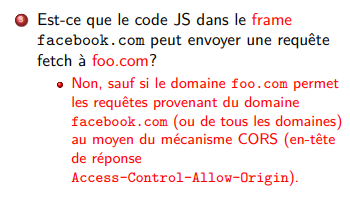 3 Est-ce que le code JS dans le frame
facebook.com peut envoyer une requête
fetch à foo.com?
Non, sauf si le domaine foo.com permet
les requêtes provenant du domaine
facebook.com (ou de tous les domaines)
au moyen du mécanisme CORS (en-tête
de réponse
Access-Control-Allow-Origin).